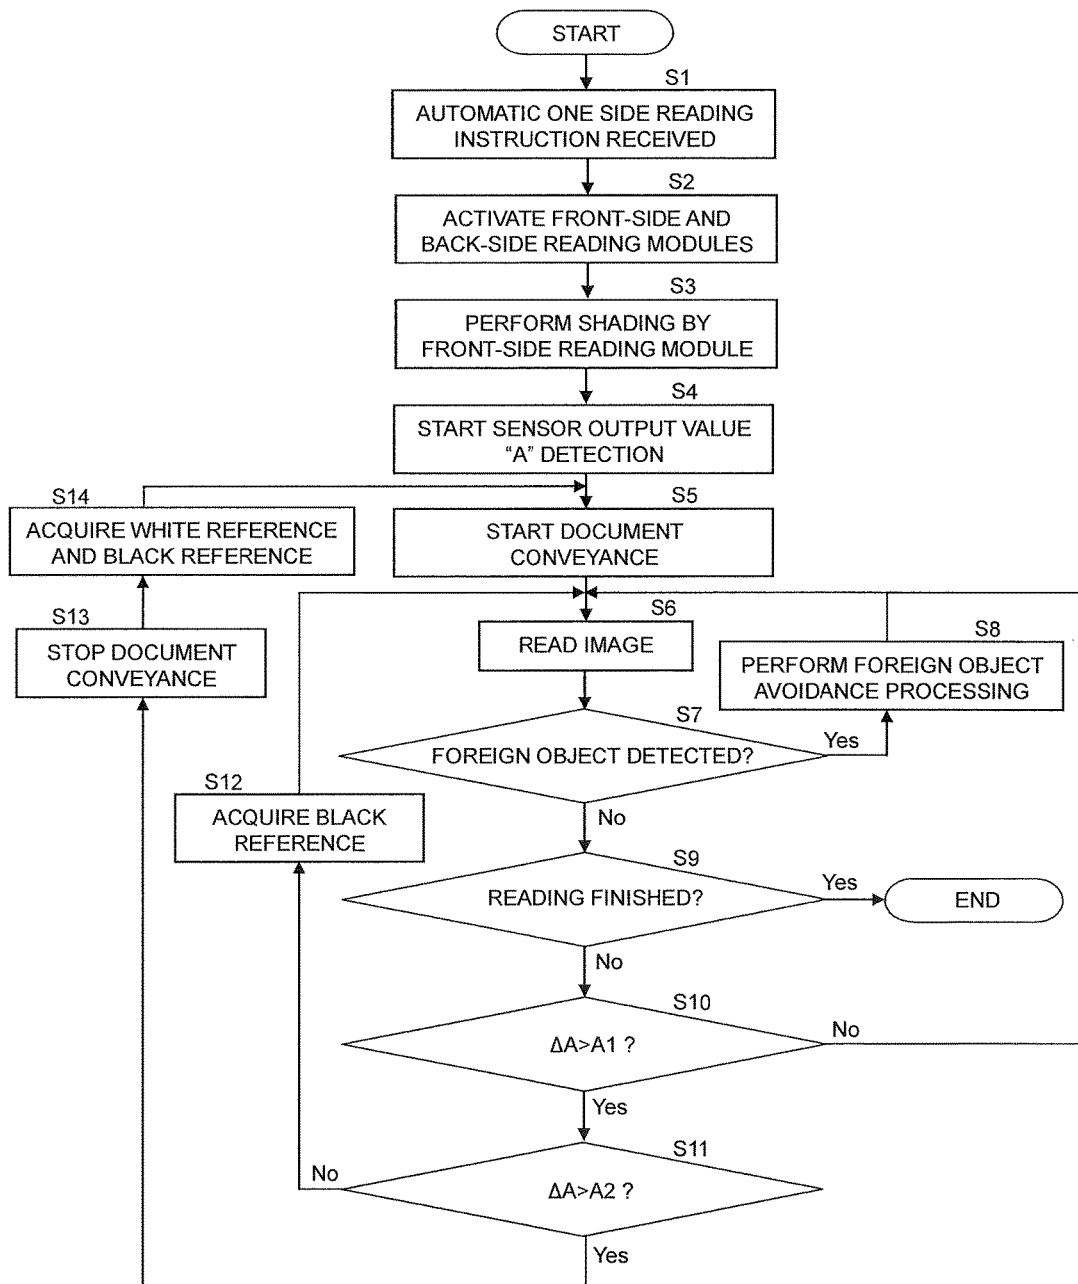 START
S1
AUTOMATIC ONE SIDE READING
INSTRUCTION RECEIVED
S2
ACTIVATE FRONT-SIDE AND
BACK-SIDE READING MODULES
S3
PERFORM SHADING BY
FRONT-SIDE READING MODULE
S4
START SENSOR OUTPUT VALUE
“A” DETECTION
S14
ACQUIRE WHITE REFERENCE
AND BLACK REFERENCE
S5
START DOCUMENT
CONVEYANCE
S13
STOP DOCUMENT
CONVEYANCE
S6
READ IMAGE
S8
PERFORM FOREIGN OBJECT
AVOIDANCE PROCESSING
S7
FOREIGN OBJECT DETECTED?
Yes
No
S12
ACQUIRE BLACK
REFERENCE
S9
READING FINISHED?
Yes
END
No
S10
ΔA>A1 ?
No
Yes
S11
ΔA>A2 ?
No
Yes